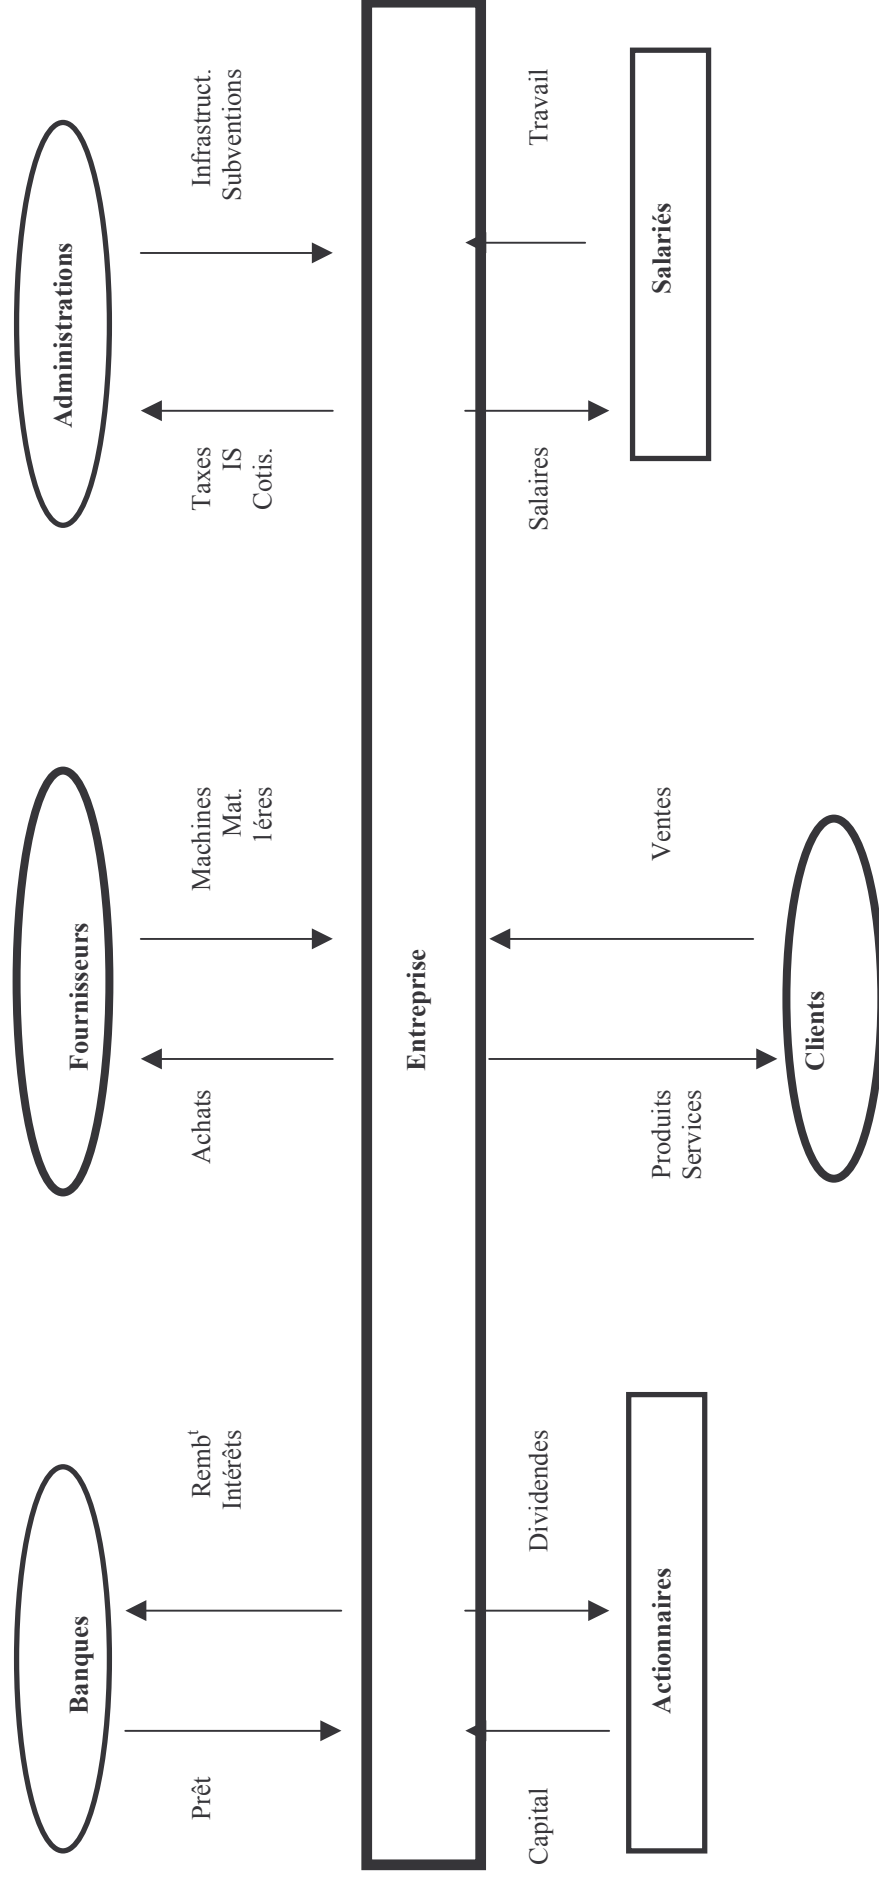 Banques
Fournisseurs
Administrations
Prêt
Rembᵗ
Intérêts
Achats
Machines
Mat.
1éres
Taxes
IS
Cotis.
Infrastruct.
Subventions
Entreprise
Capital
Dividendes
Salaires
Travail
Actionnaires
Produits
Services
Ventes
Salariés
Clients